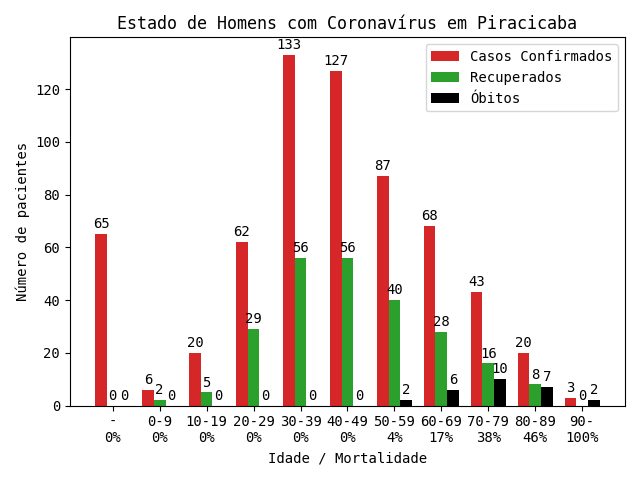 Estado de Homens com Coronavírus em Piracicaba
Casos Confirmados
Recuperados
Óbitos
Número de pacientes
120
100
80
60
40
20
0
65 0 0
6 2 0
20 5 0
62 29 0
133 56 0
127 56 0
87 40 2
68 28 6
43 16 10
20 8 7
3 0 2
- 0-9 10-19 20-29 30-39 40-49 50-59 60-69 70-79 80-89 90-
0% 0% 0% 0% 0% 0% 4% 17% 38% 46% 100%
Idade / Mortalidade